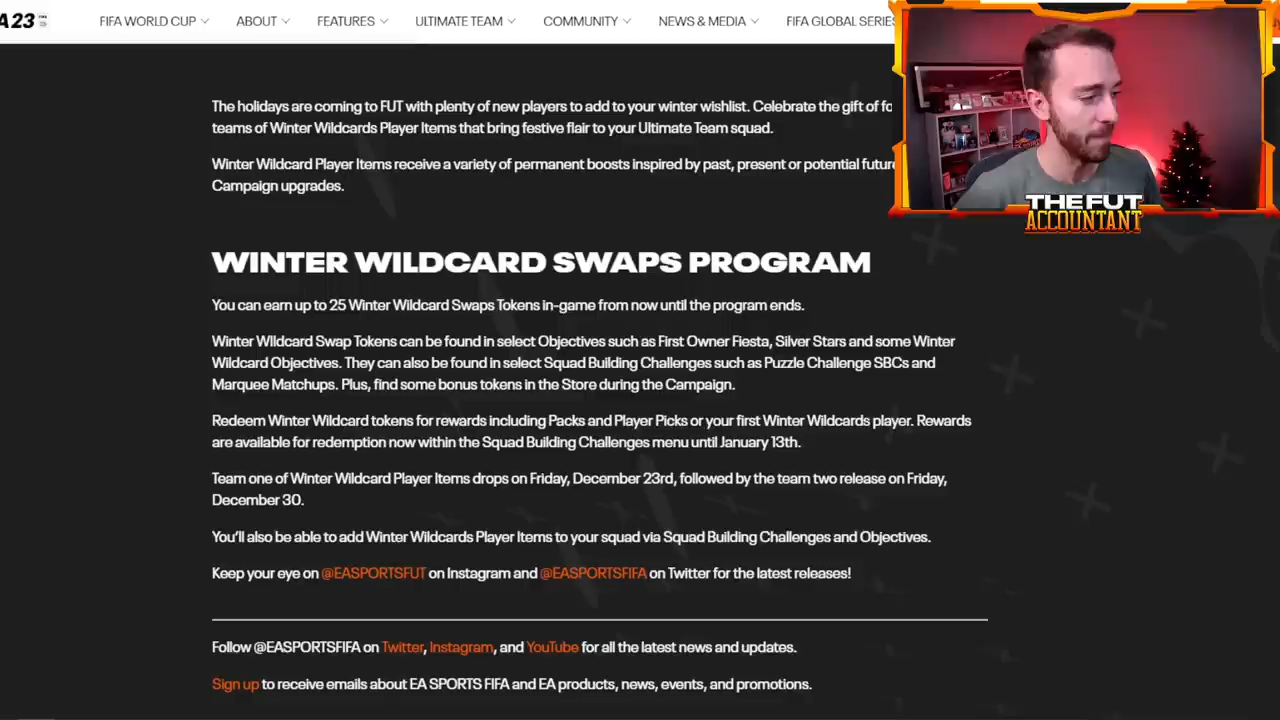 A 23
FIFA WORLD CUP ABOUT FEATURES ULTIMATE TEAM COMMUNITY NEWS & MEDIA FIFA GLOBAL SERIES
The holidays are coming to FUT with plenty of new players to add to your winter wishlist. Celebrate the gift of fo
teams of Winter Wildcards Player Items that bring festive flair to your Ultimate Team squad.
Winter Wildcard Player Items receive a variety of permanent boosts inspired by past, present or potential future
Campaign upgrades.
THE FUT
ACCOUNTANT
WINTER WILDCARD SWAPS PROGRAM
You can earn up to 25 Winter Wildcard Swaps Tokens in-game from now until the program ends.
Winter WIldcard Swap Tokens can be found in select Objectives such as First Owner Fiesta, Silver Stars and some Winter
Wildcard Objectives. They can also be found in select Squad Building Challenges such as Puzzle Challenge SBCs and
Marquee Matchups. Plus, find some bonus tokens in the Store during the Campaign.
Redeem Winter Wildcard tokens for rewards including Packs and Player Picks or your first Winter Wildcards player. Rewards
are available for redemption now within the Squad Building Challenges menu until January 13th.
Team one of Winter Wildcard Player Items drops on Friday, December 23rd, followed by the team two release on Friday,
December 30.
You'll also be able to add Winter Wildcards Player Items to your squad via Squad Building Challenges and Objectives.
Keep your eye on @EASPORTSFUT on Instagram and @EASPORTSFIFA on Twitter for the latest releases!
Follow @EASPORTSFIFA on Twitter, Instagram, and YouTube for all the latest news and updates.
Sign up to receive emails about EA SPORTS FIFA and EA products, news, events, and promotions.